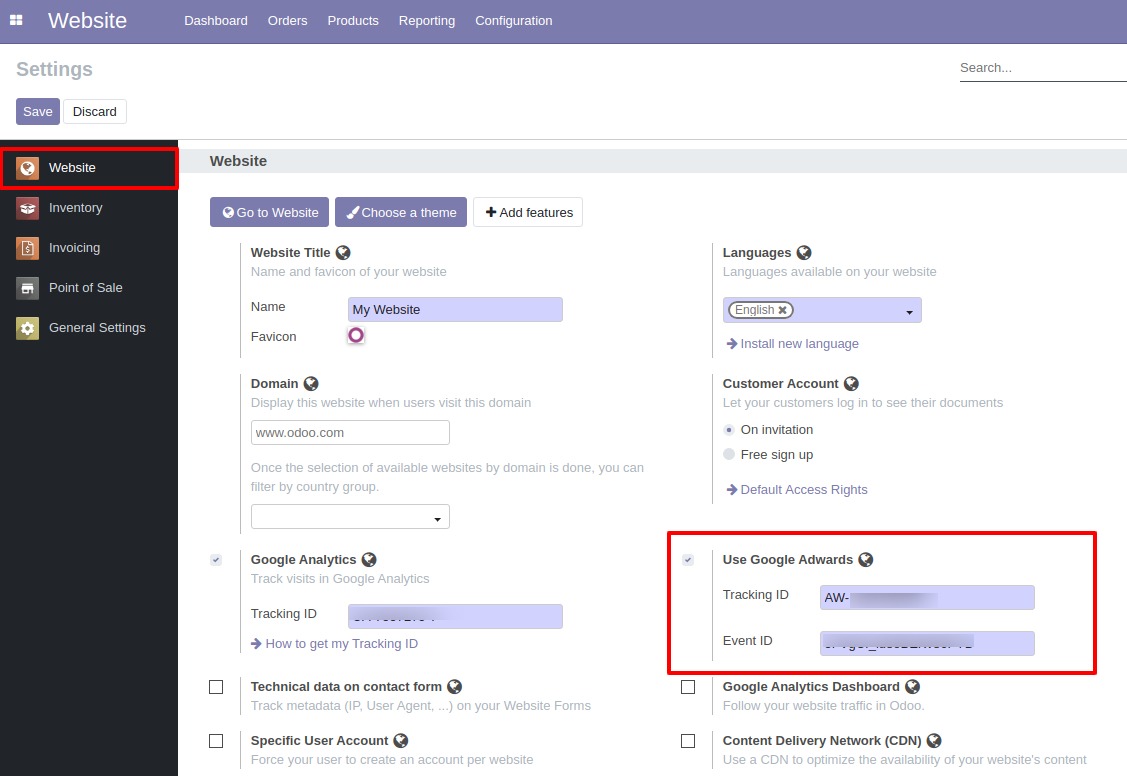 Website
Dashboard
Orders
Products
Reporting
Configuration
Settings
Search...
Save
Discard
Website
Inventory
Invoicing
Point of Sale
General Settings
Website
Go to Website
Choose a theme
Add features
Website Title
Name and favicon of your website
Name
My Website
Favicon
Languages
Languages available on your website
English
Install new language
Domain
Display this website when users visit this domain
www.odoo.com
Once the selection of available websites by domain is done, you can
filter by country group.
Customer Account
Let your customers log in to see their documents
On invitation
Free sign up
Default Access Rights
Google Analytics
Track visits in Google Analytics
Tracking ID
How to get my Tracking ID
Use Google Adwards
Tracking ID
AW-
Event ID
Technical data on contact form
Track metadata (IP, User Agent, ...) on your Website Forms
Google Analytics Dashboard
Follow your website traffic in Odoo.
Specific User Account
Force your user to create an account per website
Content Delivery Network (CDN)
Use a CDN to optimize the availability of your website's content